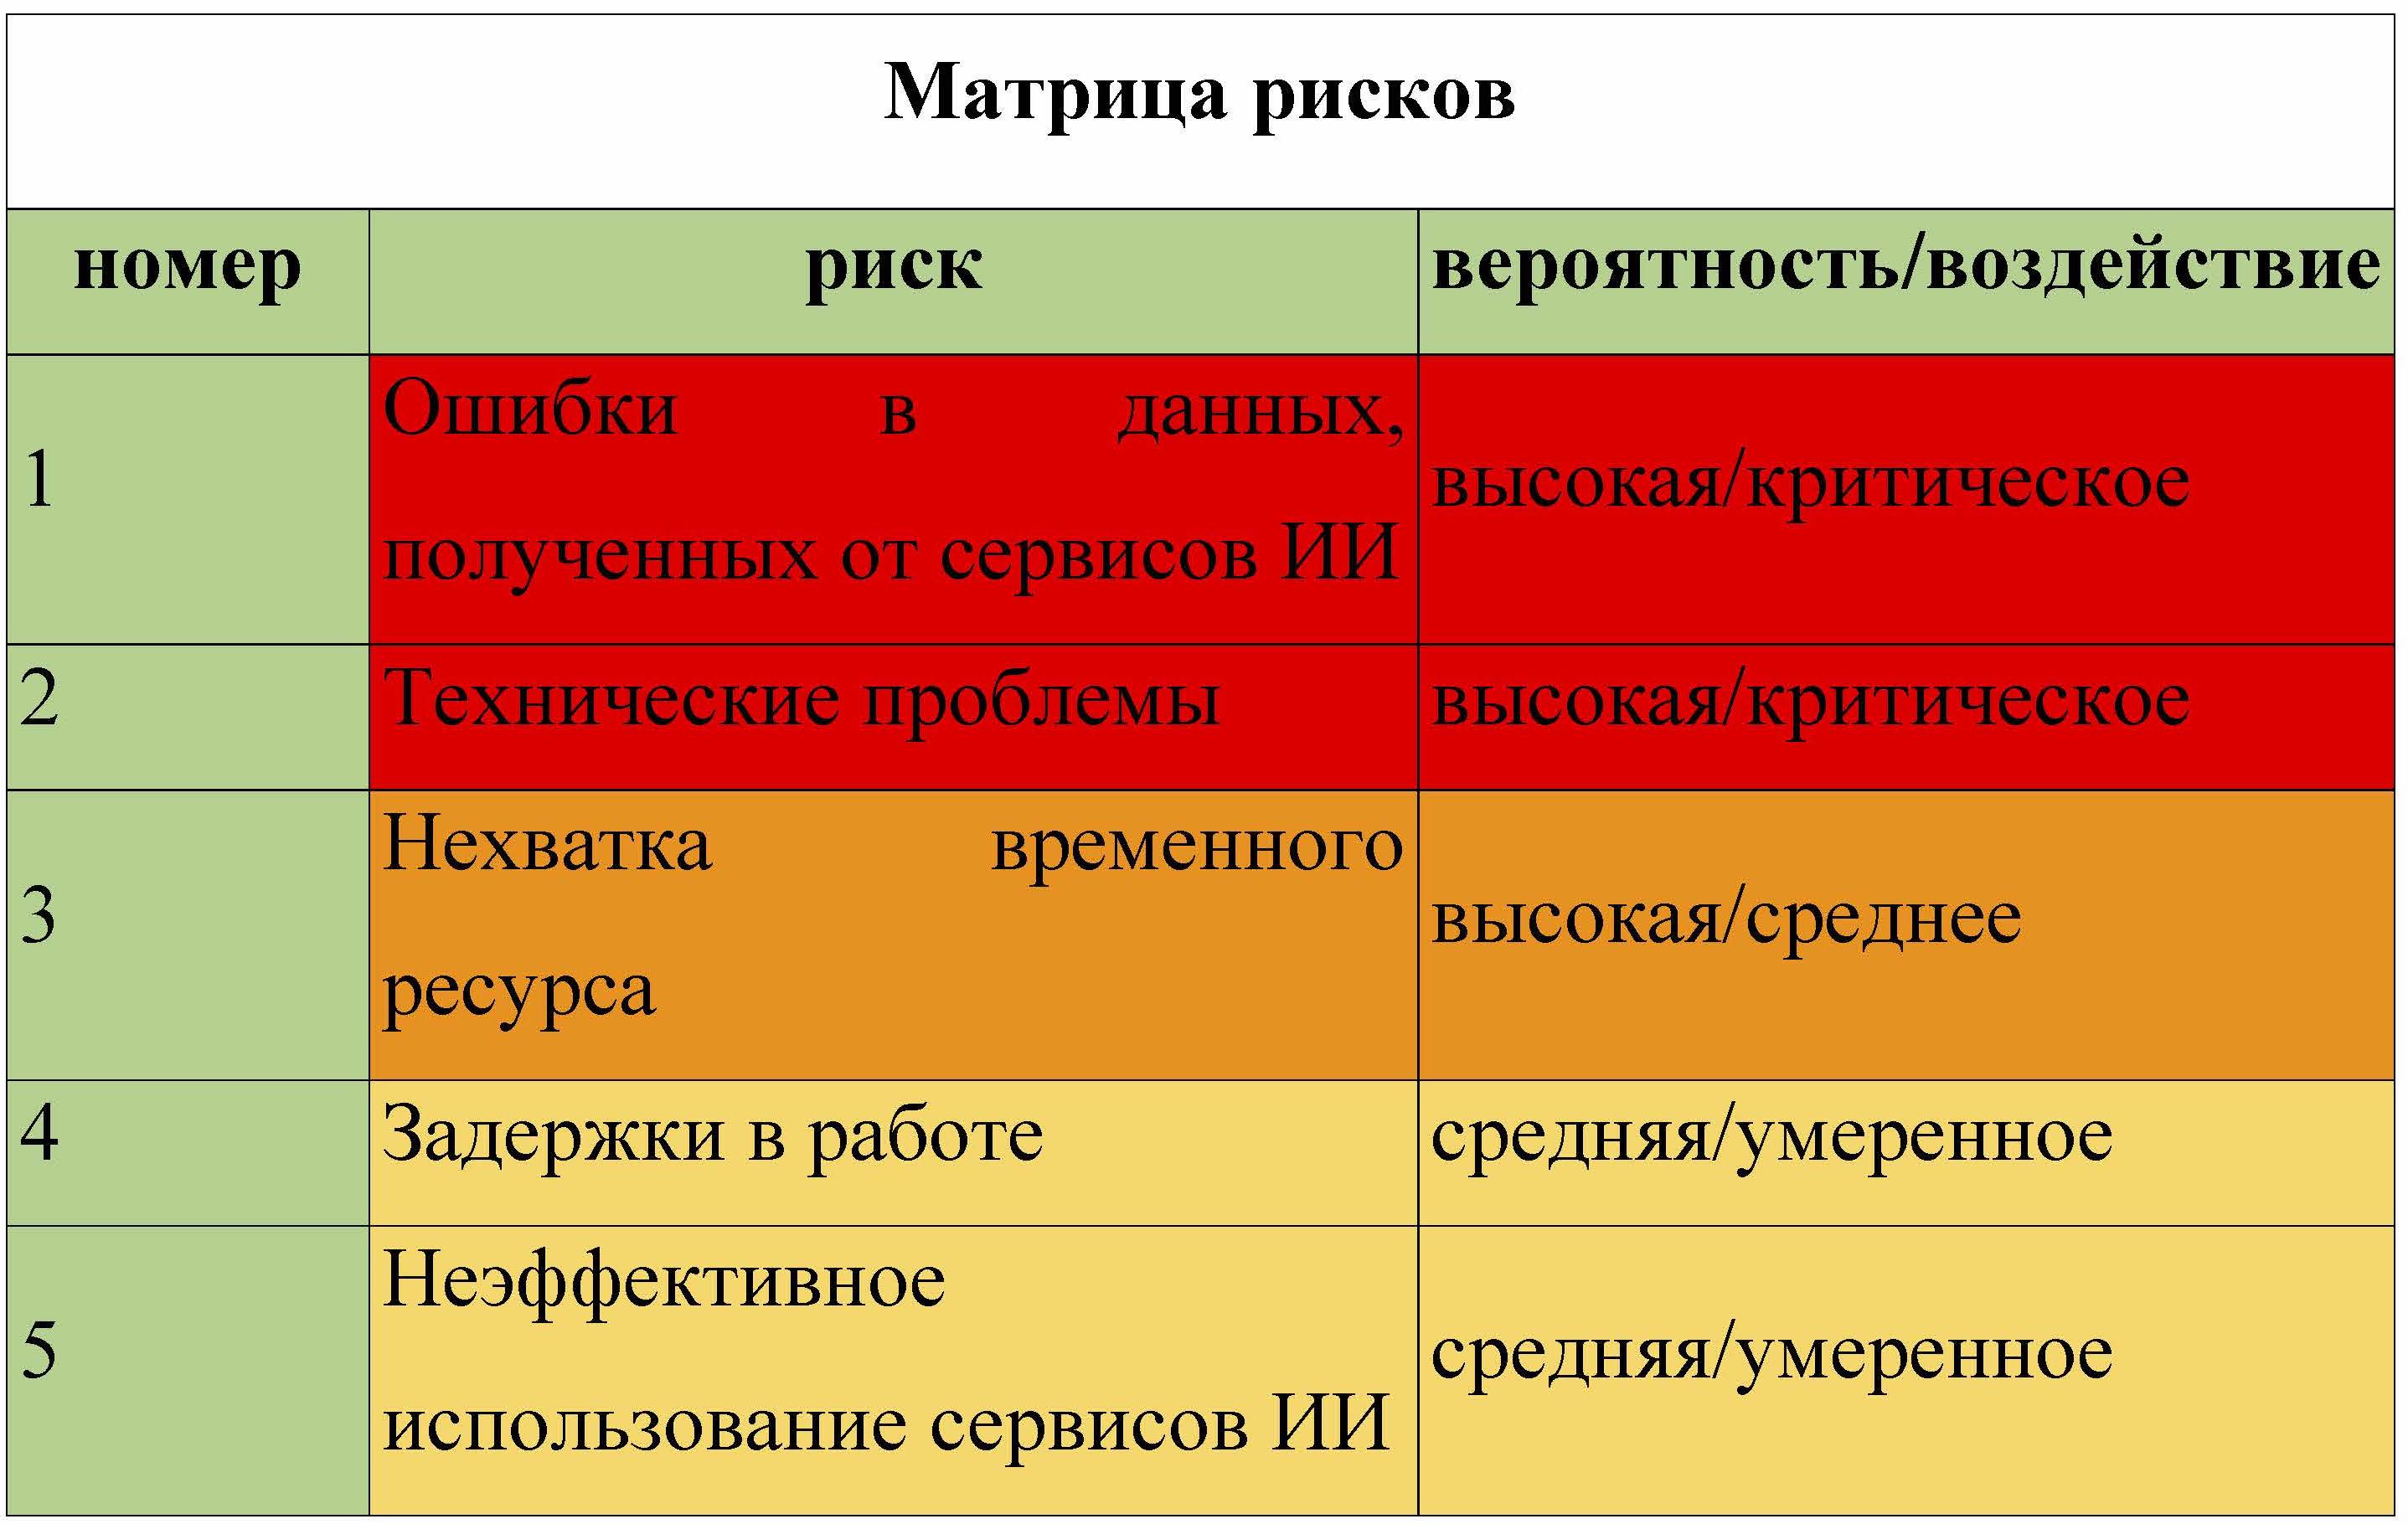 Матрица рисков
номер риск вероятность/воздействие
1
Ошибки в данных,
полученных от сервисов ИИ
высокая/критическое
2 Технические проблемы высокая/критическое
3
Нехватка временного
ресурса
высокая/среднее
4 Задержки в работе средняя/умеренное
5
Неэффективное
использование сервисов ИИ
средняя/умеренное